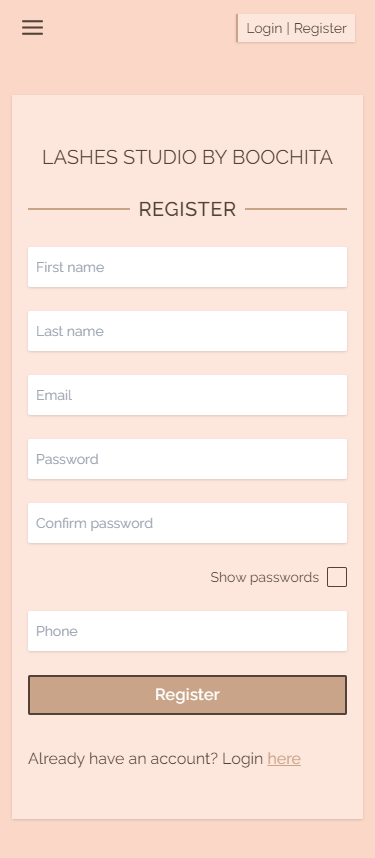 Login | Register
LASHES STUDIO BY BOOCHITA
REGISTER
First name
Last name
Email
Password
Confirm password
Show passwords
Phone
Register
Already have an account? Login here